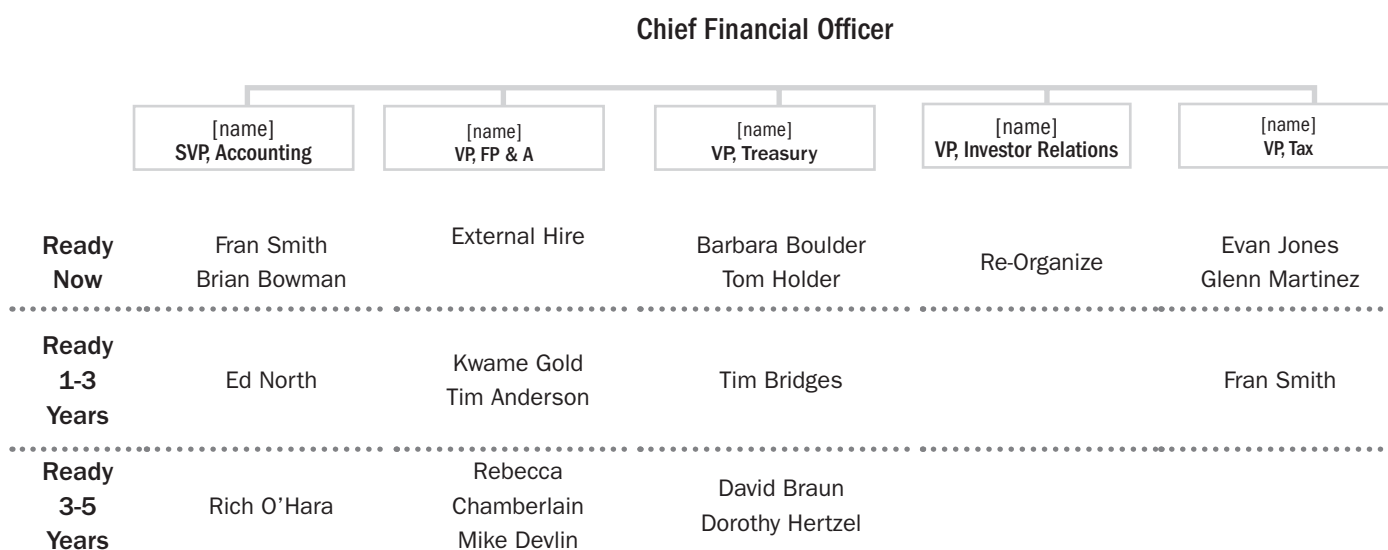 Chief Financial Officer
[name]
SVP, Accounting
[name]
VP, FP & A
[name]
VP, Treasury
[name]
VP, Investor Relations
[name]
VP, Tax
Ready
Now
Fran Smith
Brian Bowman
External Hire
Barbara Boulder
Tom Holder
Re-Organize
Evan Jones
Glenn Martinez
Ready
1-3
Years
Ed North
Kwame Gold
Tim Anderson
Tim Bridges
Fran Smith
Ready
3-5
Years
Rich O’Hara
Rebecca
Chamberlain
Mike Devlin
David Braun
Dorothy Hertzel